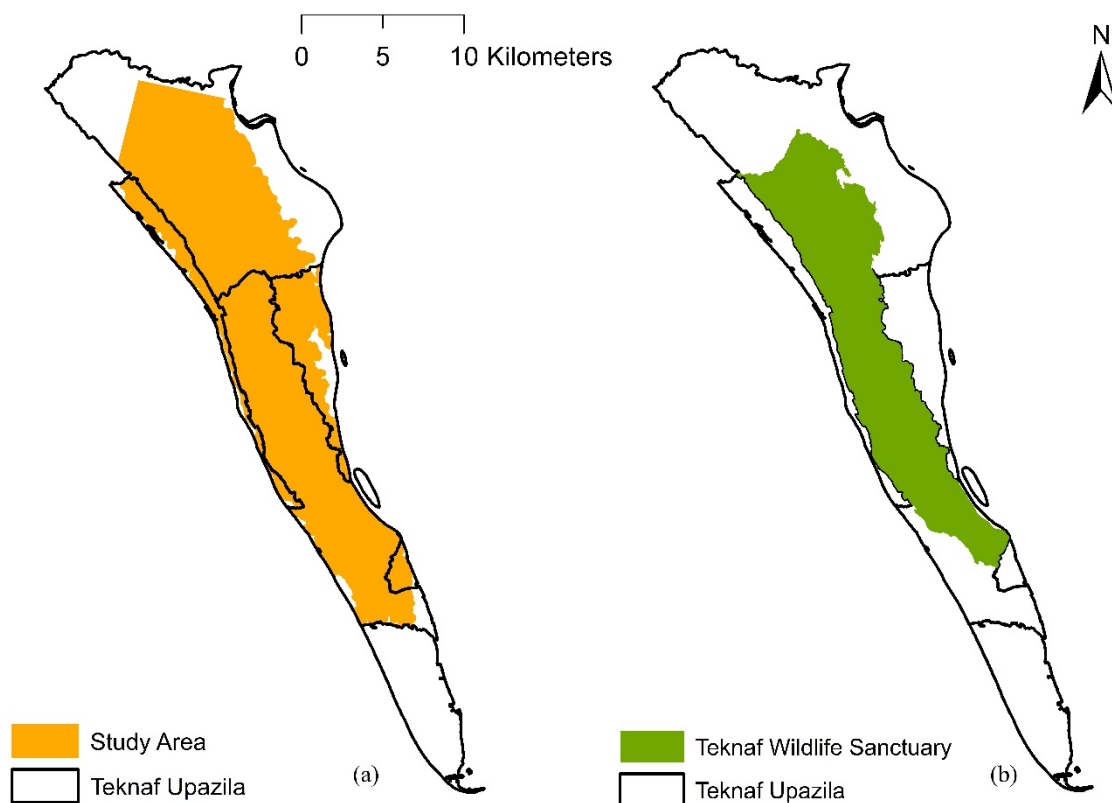 0 5 10 Kilometers
N
Study Area
Teknaf Upazila
(a)
Teknaf Wildlife Sanctuary
Teknaf Upazila
(b)